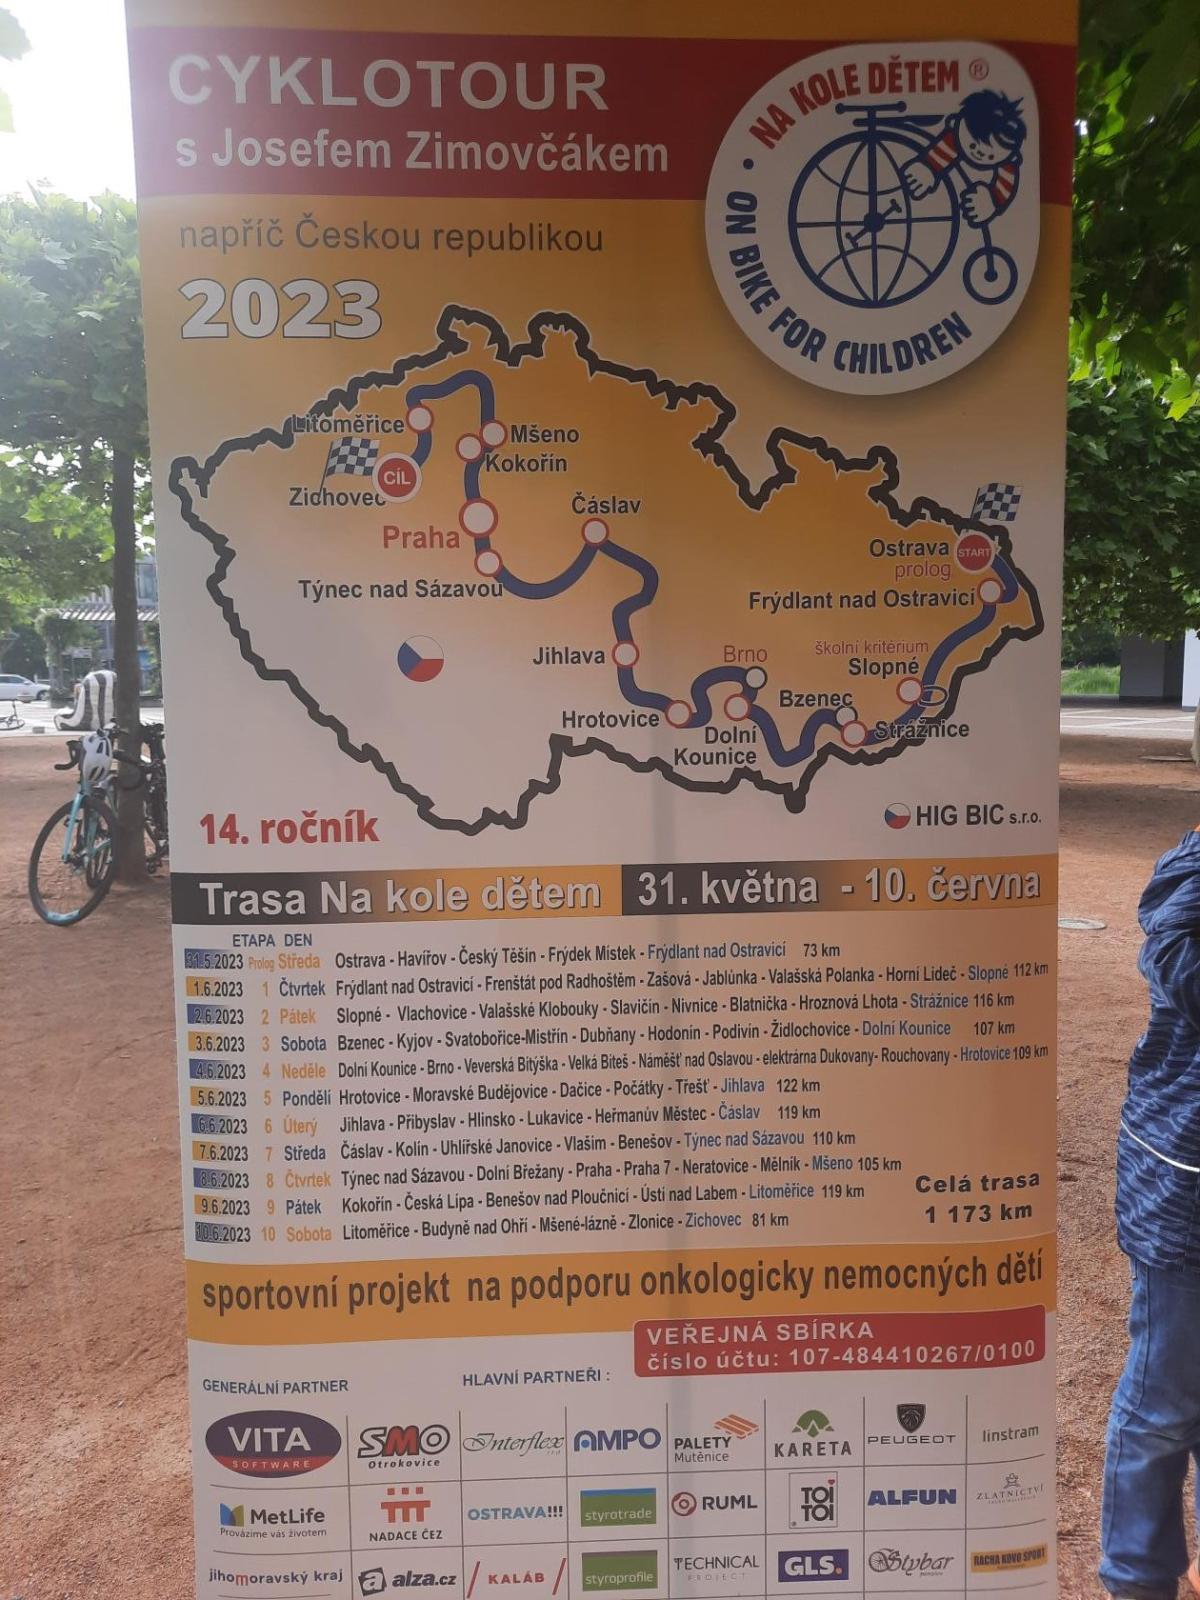 CYKLOTOUR
s Josefem Zimovčákem
NA KOLE DĚTEM ®
• ON BIKE FOR CHILDREN
napříč Českou republikou
2023
Litoměřice
Mšeno
Kokořín
CÍL
Zichovec
Čáslav
Praha
Ostrava
START
prolog
Týnec nad Sázavou
Frýdlant nad Ostravicí
školní kritérium
Jihlava
Brno
Slopné
Bzenec
Hrotovice
Dolní
Kounice
Strážnice
14. ročník
HIG BIC s.r.o.
Trasa Na kole dětem 31. května - 10. června
ETAPA DEN
31.5.2023 Prolog Středa Ostrava - Havířov - Český Těšín - Frýdek Místek - Frýdlant nad Ostravicí 73 km
1.6.2023 1 Čtvrtek Frýdlant nad Ostravicí - Frenštát pod Radhoštěm - Zašová - Jablůnka - Valašská Polanka - Horní Lideč - Slopné 112 km
2.6.2023 2 Pátek Slopné - Vlachovice - Valašské Klobouky - Slavičín - Nivnice - Blatnička - Hroznová Lhota - Strážnice 116 km
3.6.2023 3 Sobota Bzenec - Kyjov - Svatobořice-Mistřín - Dubňany - Hodonín - Podivín - Židlochovice - Dolní Kounice 107 km
4.6.2023 4 Neděle Dolní Kounice - Brno - Veverská Bitýška - Velká Biteš - Náměšť nad Oslavou - elektrárna Dukovany- Rouchovany - Hrotovice 109 km
5.6.2023 5 Pondělí Hrotovice - Moravské Budějovice - Dačice - Počátky - Třešť - Jihlava 122 km
6.6.2023 6 Úterý Jihlava - Přibyslav - Hlinsko - Lukavice - Heřmanův Městec - Čáslav 119 km
7.6.2023 7 Středa Čáslav - Kolín - Uhlířské Janovice - Vlašim - Benešov - Týnec nad Sázavou 110 km
8.6.2023 8 Čtvrtek Týnec nad Sázavou - Dolní Břežany - Praha - Praha 7 - Neratovice - Mělník - Mšeno 105 km
9.6.2023 9 Pátek Kokořín - Česká Lípa - Benešov nad Ploučnicí - Ústí nad Labem - Litoměřice 119 km
10.6.2023 10 Sobota Litoměřice - Budyně nad Ohří - Mšené-lázně - Zlonice - Zichovec 81 km
Celá trasa
1 173 km
sportovní projekt na podporu onkologicky nemocných dětí
VEŘEJNÁ SBÍRKA
číslo účtu: 107-484410267/0100
GENERÁLNÍ PARTNER
HLAVNÍ PARTNEŘI :
VITA
SOFTWARE
SMO
Otrokovice
Interflex
AMPO
PALETY
Mutěnice
KARETA
PEUGEOT
linstram
MetLife
Provázíme vás životem
NADACE ČEZ
OSTRAVA!!!
styrotrade
RUML
TOI
TOI
ALFUN
ZLATNICTVÍ
jihomoravský kraj
alza.cz
/ KALÁB /
styroprofile
TECHNICAL
PROJECT
GLS.
Stybar
RACHA KOVO SPORT